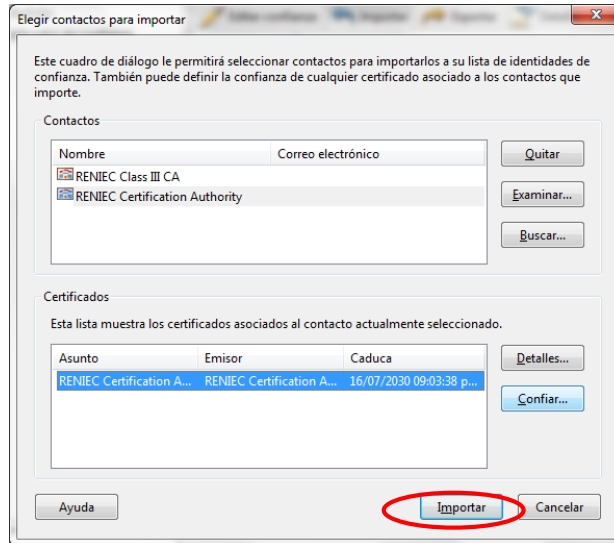 Elegir contactos para importar
Este cuadro de diálogo le permitirá seleccionar contactos para importarlos a su lista de identidades de
confianza. También puede definir la confianza de cualquier certificado asociado a los contactos que
importe.
Contactos
Nombre Correo electrónico
RENIEC Class III CA
RENIEC Certification Authority
Quitar
Examinar...
Buscar...
Certificados
Esta lista muestra los certificados asociados al contacto actualmente seleccionado.
Asunto Emisor Caduca
RENIEC Certification A... RENIEC Certification A... 16/07/2030 09:03:38 p...
Detalles...
Confiar...
Ayuda Importar Cancelar